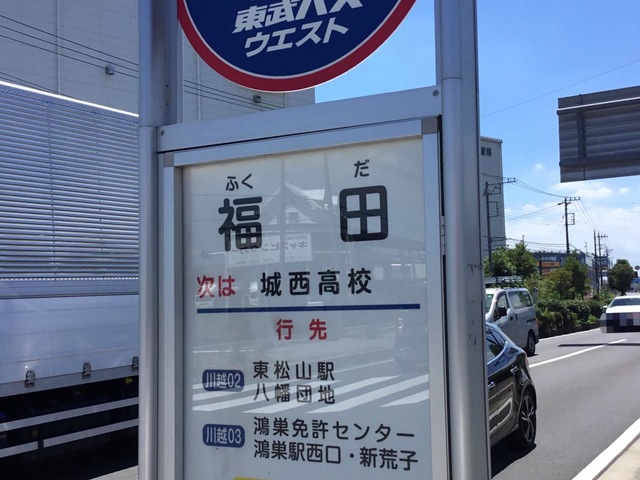 東武バス
ウエスト
ふく だ
福 田
次は 城西高校
行先
川越02 東松山駅
八幡団地
川越03 鴻巣免許センター
鴻巣駅西口・新荒子